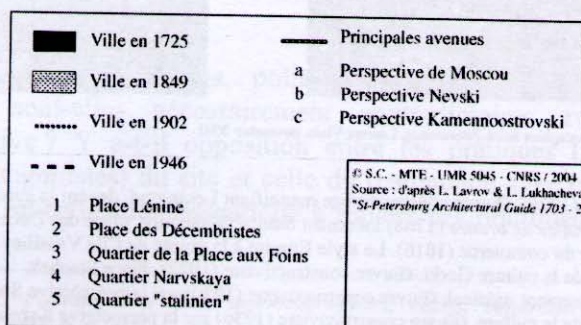 Ville en 1725
Ville en 1849
Ville en 1902
Ville en 1946
1 Place Lénine
2 Place des Décembristes
3 Quartier de la Place aux Foins
4 Quartier Narvskaya
5 Quartier "stalinien"
Principales avenues
a Perspective de Moscou
b Perspective Nevski
c Perspective Kamennoostrovski
© S.C. - MTE - UMR 5045 - CNRS / 2004
Source : d'après L. Lavrov & L. Lukhacheva
"St-Petersburg Architectural Guide 1703 - 2